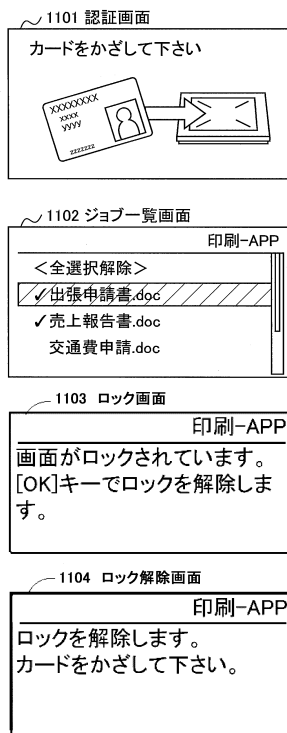 1101 認証画面
カードをかざして下さい
XXXXXXXXX
xxxx
yyyy
zzzzzzz
1102 ジョブ一覧画面
印刷-APP
＜全選択解除＞
✓出張申請書.doc
✓売上報告書.doc
交通費申請.doc
1103 ロック画面
印刷-APP
画面がロックされています。
[OK]キーでロックを解除しま
す。
1104 ロック解除画面
印刷-APP
ロックを解除します。
カードをかざして下さい。